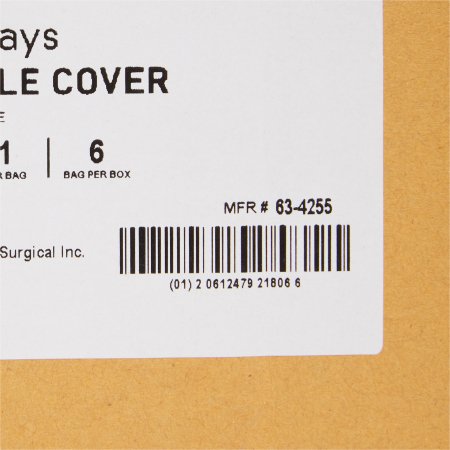 ays
LE COVER
E
1 | 6
BAG BAG PER BOX
MFR # 63-4255
Surgical Inc.
(01) 2 0612479 21806 6